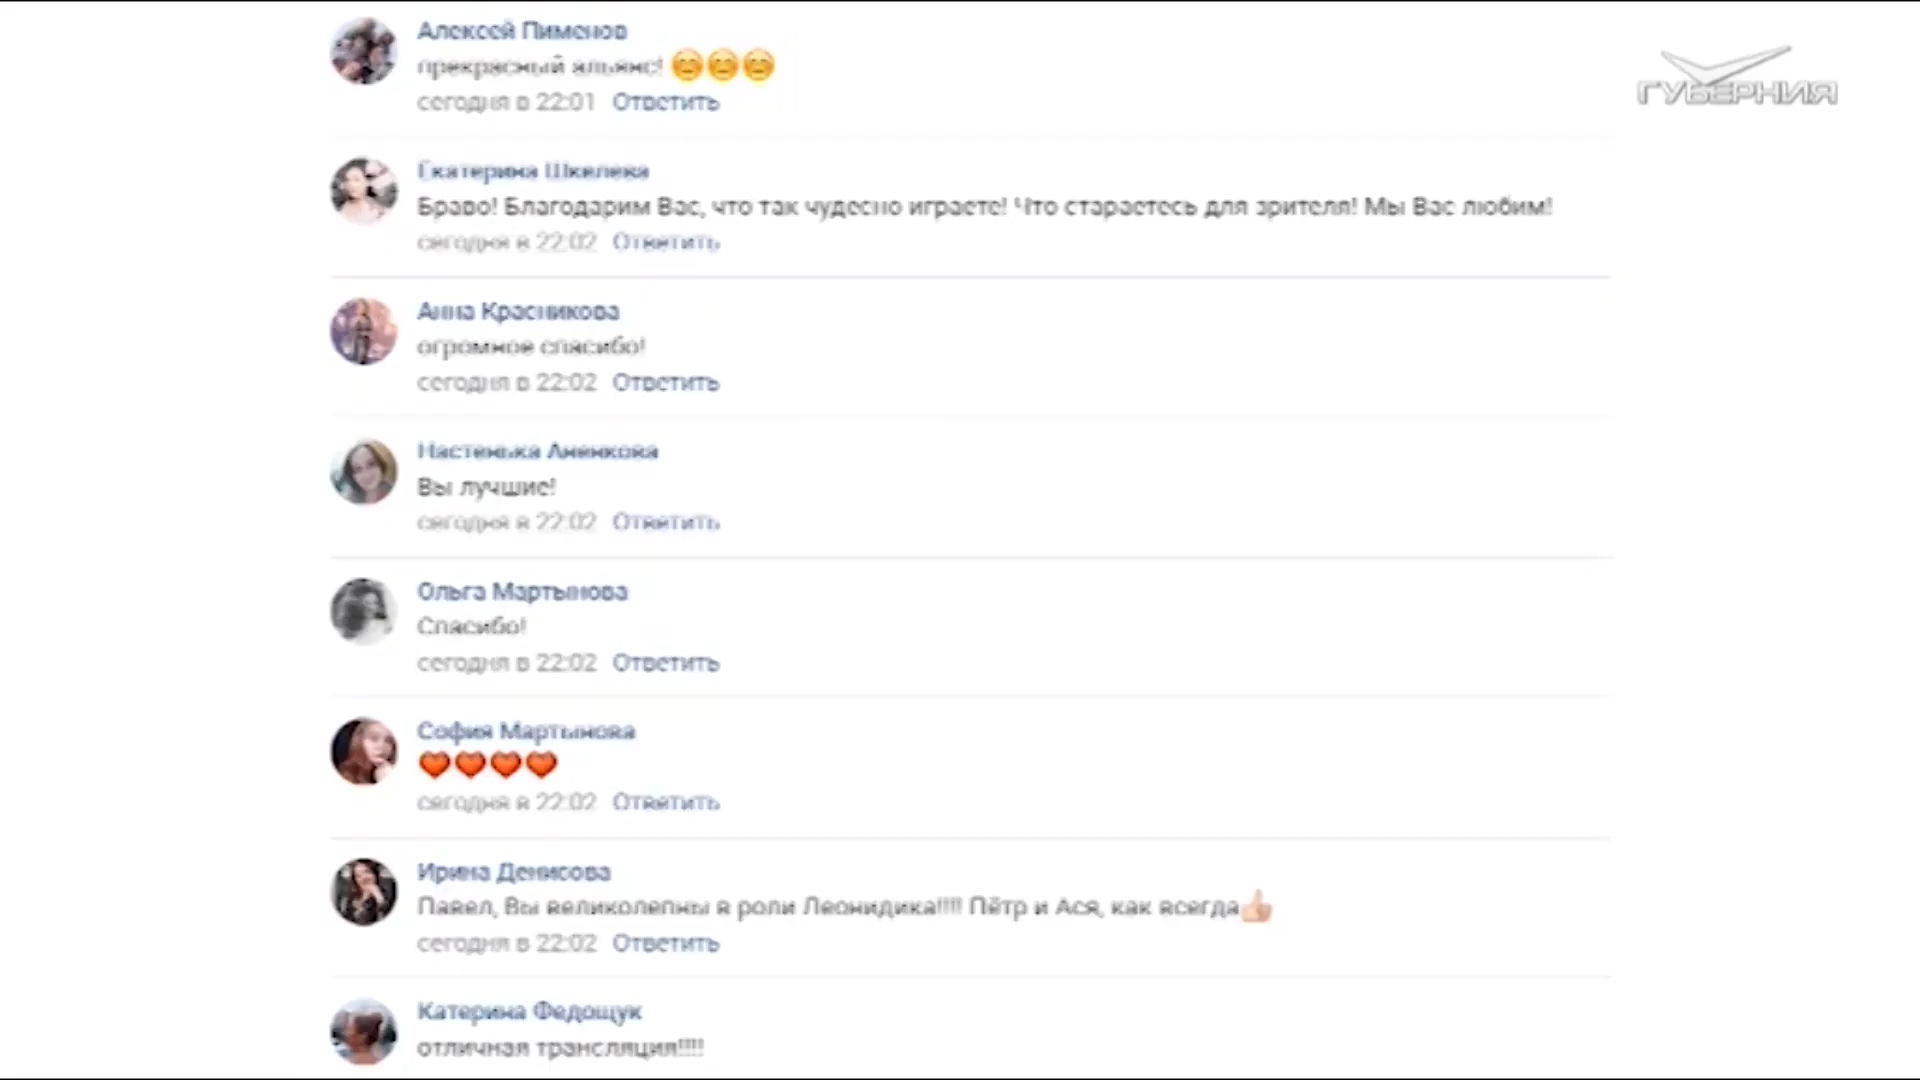 Алексей Пименов
прекрасный альянс! 😊😊😊
сегодня в 22:01 Ответить
ГУБЕРНИЯ
Екатерина Шкелева
Браво! Благодарим Вас, что так чудесно играете! Что стараетесь для зрителя! Мы Вас любим!
сегодня в 22:02 Ответить
Анна Красникова
огромное спасибо!
сегодня в 22:02 Ответить
Настенька Аненкова
Вы лучшие!
сегодня в 22:02 Ответить
Ольга Мартынова
Спасибо!
сегодня в 22:02 Ответить
София Мартынова
❤❤❤❤
сегодня в 22:02 Ответить
Ирина Денисова
Павел, Вы великолепны в роли Леонидика!!!! Пётр и Ася, как всегда👍
сегодня в 22:02 Ответить
Катерина Федощук
отличная трансляция!!!!